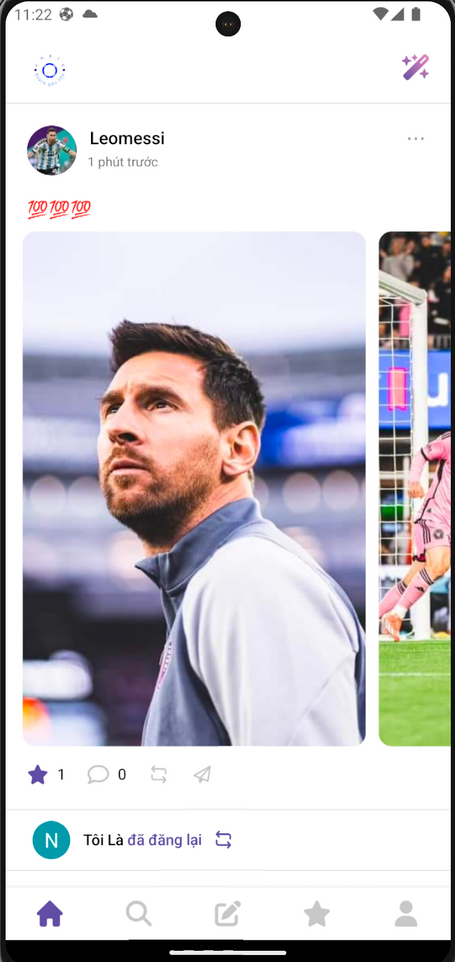 11:22
Leomessi
1 phút trước
💯💯💯
1
0
N
Tôi Là đã đăng lại